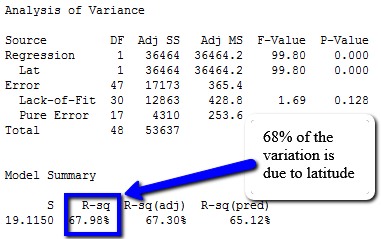 Analysis of Variance
Source DF Adj SS Adj MS F-Value P-Value
Regression 1 36464 36464.2 99.80 0.000
Lat 1 36464 36464.2 99.80 0.000
Error 47 17173 365.4
Lack-of-Fit 30 12863 428.8 1.69 0.128
Pure Error 17 4310 253.6
Total 48 53637
68% of the
variation is
due to latitude
Model Summary
S R-sq R-sq(adj) R-sq(pred)
19.1150 67.98% 67.30% 65.12%